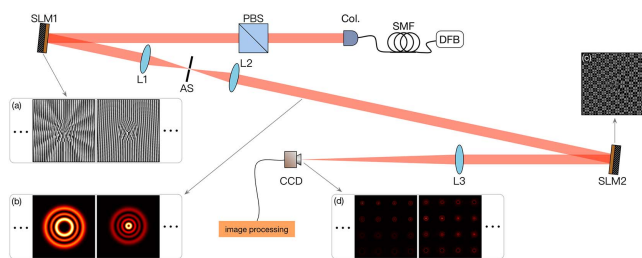 SLM1
PBS
Col.
SMF
DFB
L1
AS
L2
(a)
... ...
(c)
CCD
L3
SLM2
(b)
... ...
image processing
(d)
... ...